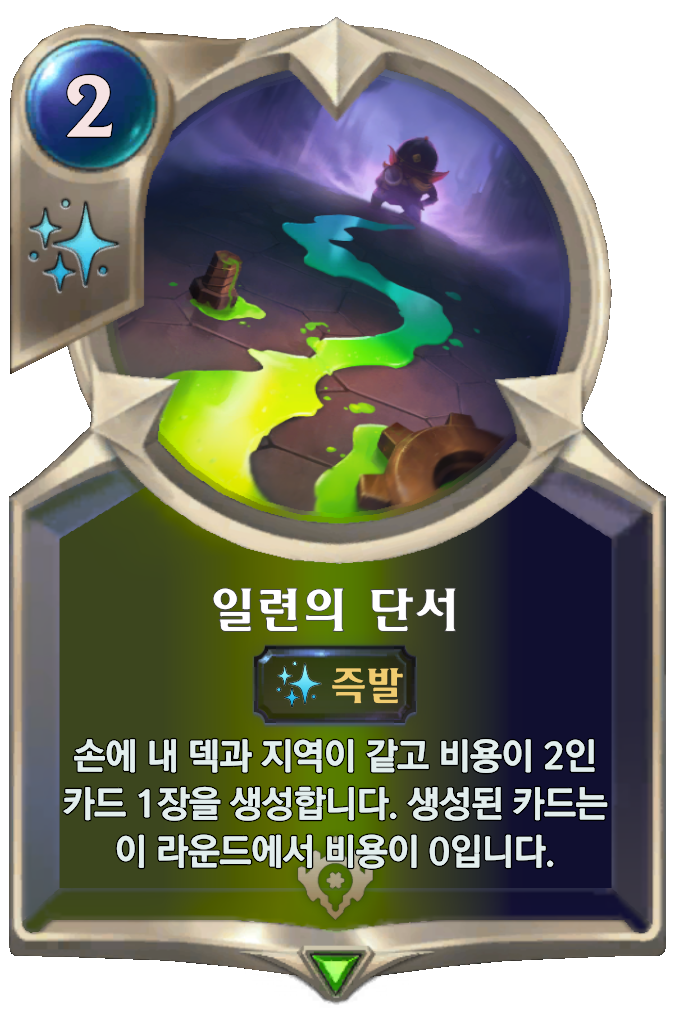 2
일련의 단서
즉발
손에 내 덱과 지역이 같고 비용이 2인
카드 1장을 생성합니다. 생성된 카드는
이 라운드에서 비용이 0입니다.